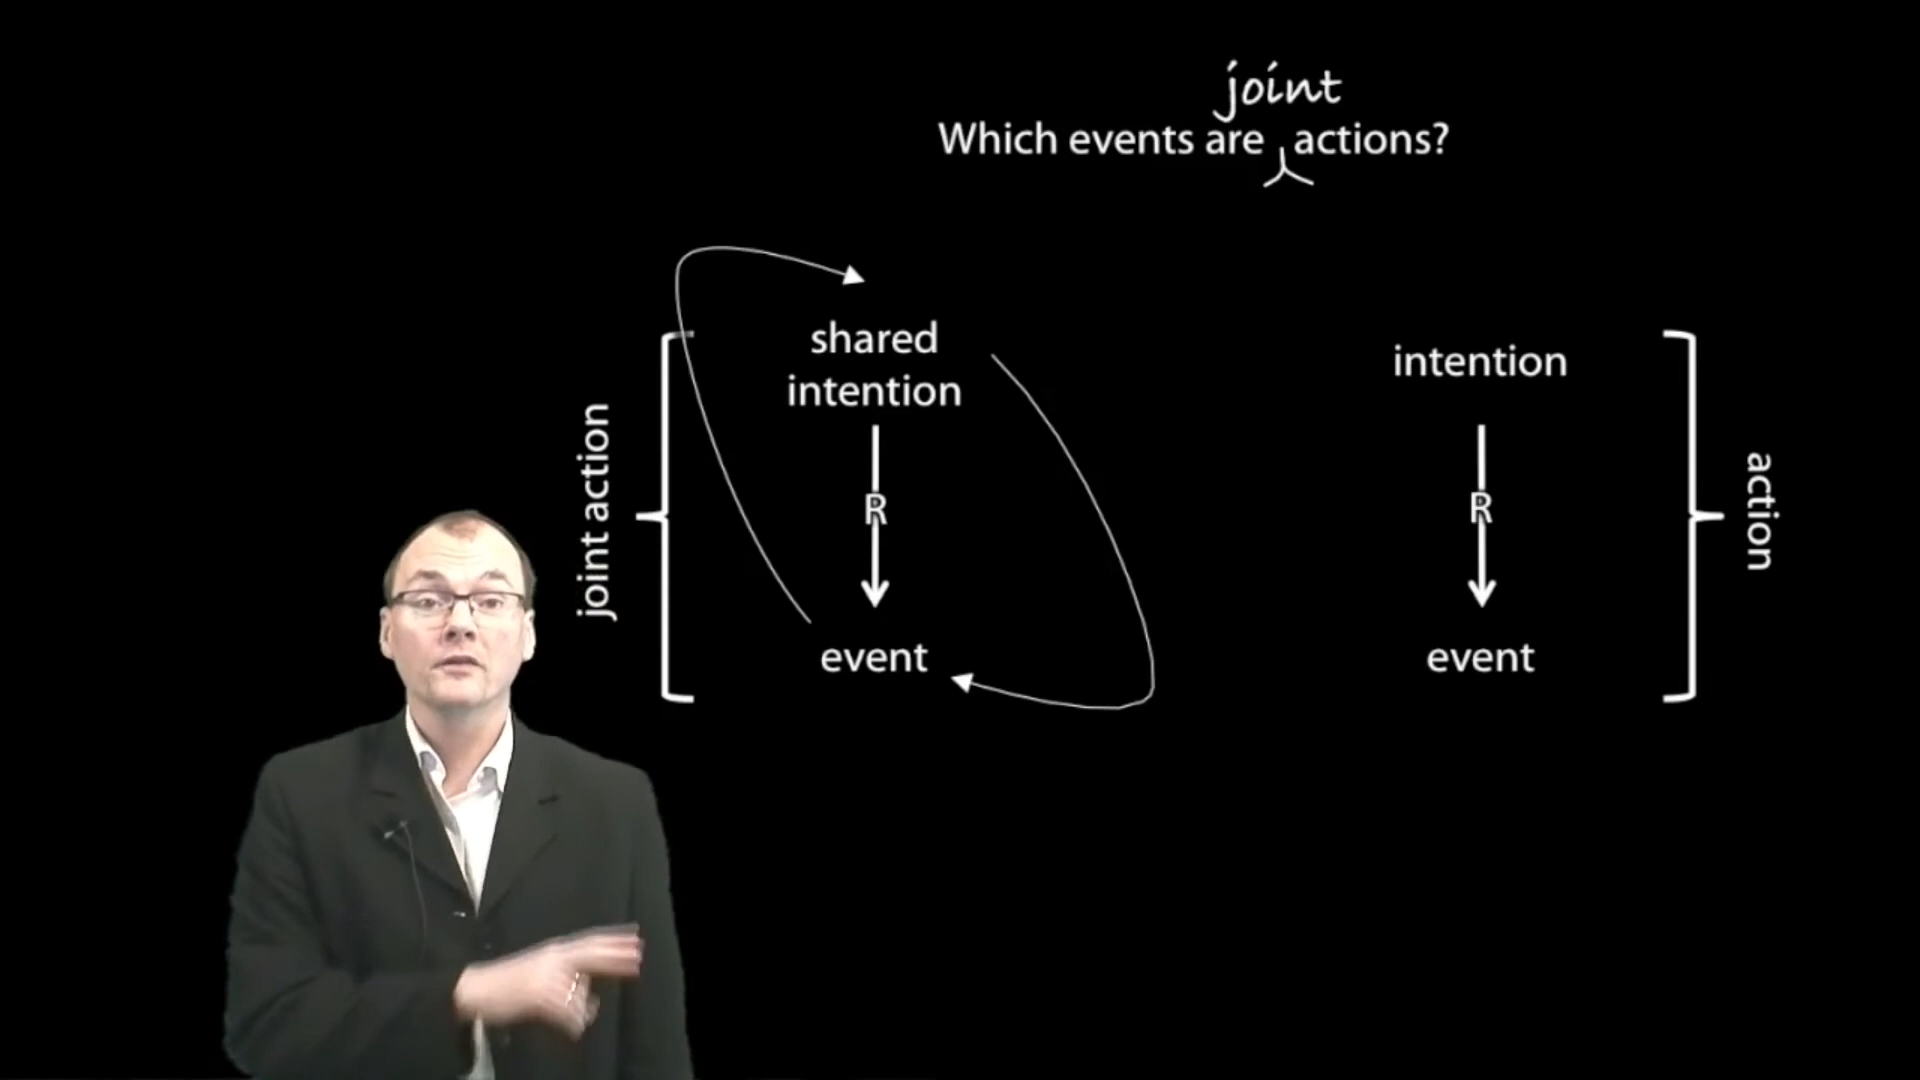 joint
Which events are actions?
shared
intention
R
event
joint action
intention
R
event
action